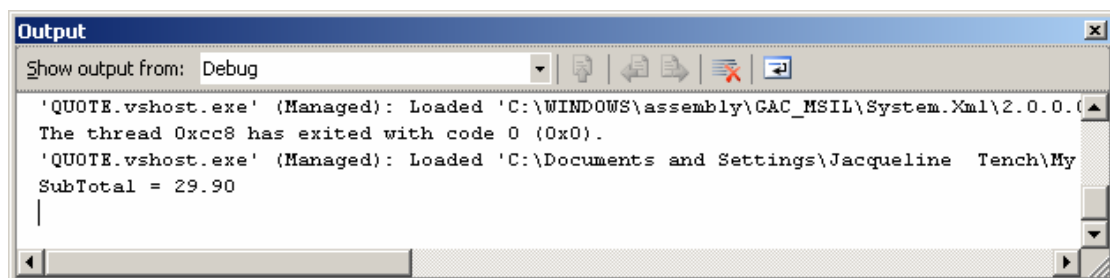 Output
Show output from: Debug
'QUOTE.vshost.exe' (Managed): Loaded 'C:\WINDOWS\assembly\GAC_MSIL\System.Xml\2.0.0.
The thread 0xcc8 has exited with code 0 (0x0).
'QUOTE.vshost.exe' (Managed): Loaded 'C:\Documents and Settings\Jacqueline  Tench\My
SubTotal = 29.90